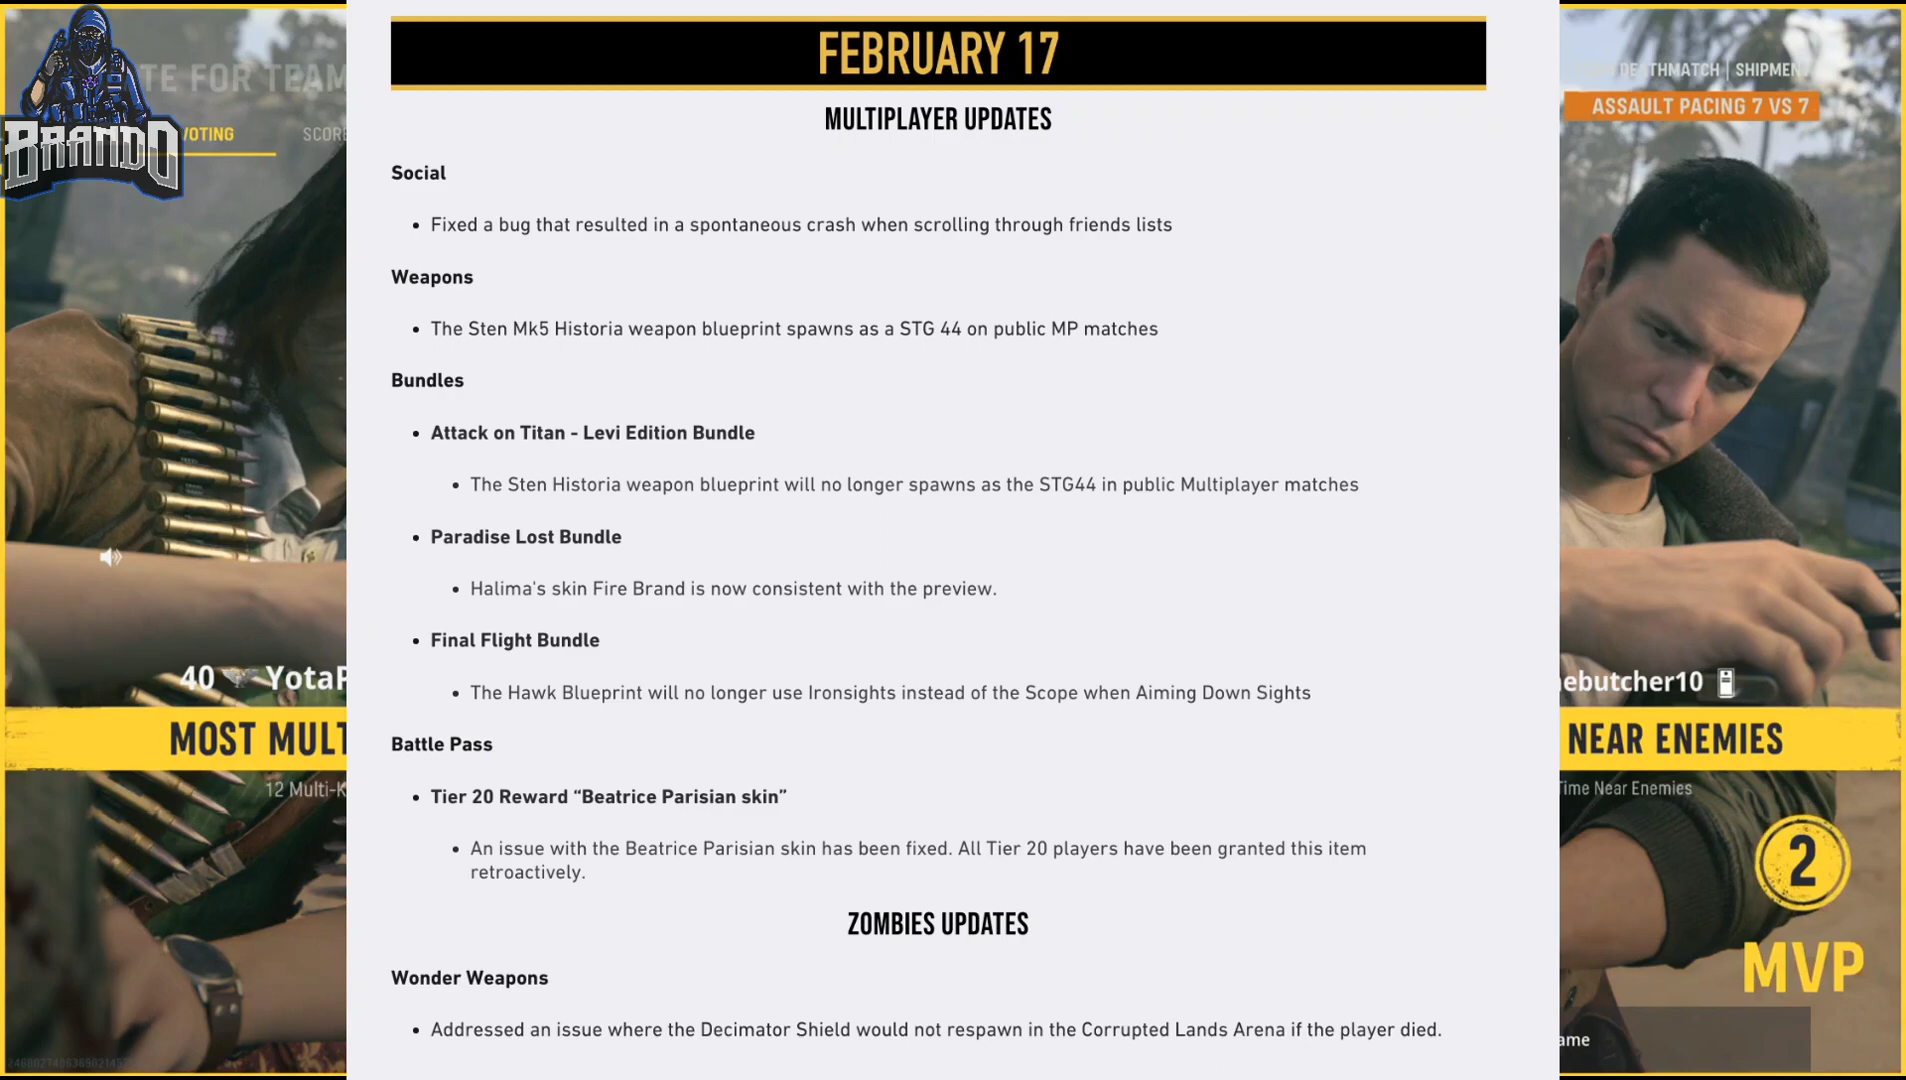 BRANDO
TE FOR TEAM
VOTING
SCORE
40 YotaP
MOST MULT
12 Multi-K
FEBRUARY 17
MULTIPLAYER UPDATES
Social
• Fixed a bug that resulted in a spontaneous crash when scrolling through friends lists
Weapons
• The Sten Mk5 Historia weapon blueprint spawns as a STG 44 on public MP matches
Bundles
• Attack on Titan - Levi Edition Bundle
• The Sten Historia weapon blueprint will no longer spawns as the STG44 in public Multiplayer matches
• Paradise Lost Bundle
• Halima's skin Fire Brand is now consistent with the preview.
• Final Flight Bundle
• The Hawk Blueprint will no longer use Ironsights instead of the Scope when Aiming Down Sights
Battle Pass
• Tier 20 Reward “Beatrice Parisian skin”
• An issue with the Beatrice Parisian skin has been fixed. All Tier 20 players have been granted this item
retroactively.
ZOMBIES UPDATES
Wonder Weapons
• Addressed an issue where the Decimator Shield would not respawn in the Corrupted Lands Arena if the player died.
DEATHMATCH | SHIPMEN
ASSAULT PACING 7 VS 7
ebutcher10
NEAR ENEMIES
Time Near Enemies
2
MVP
ame